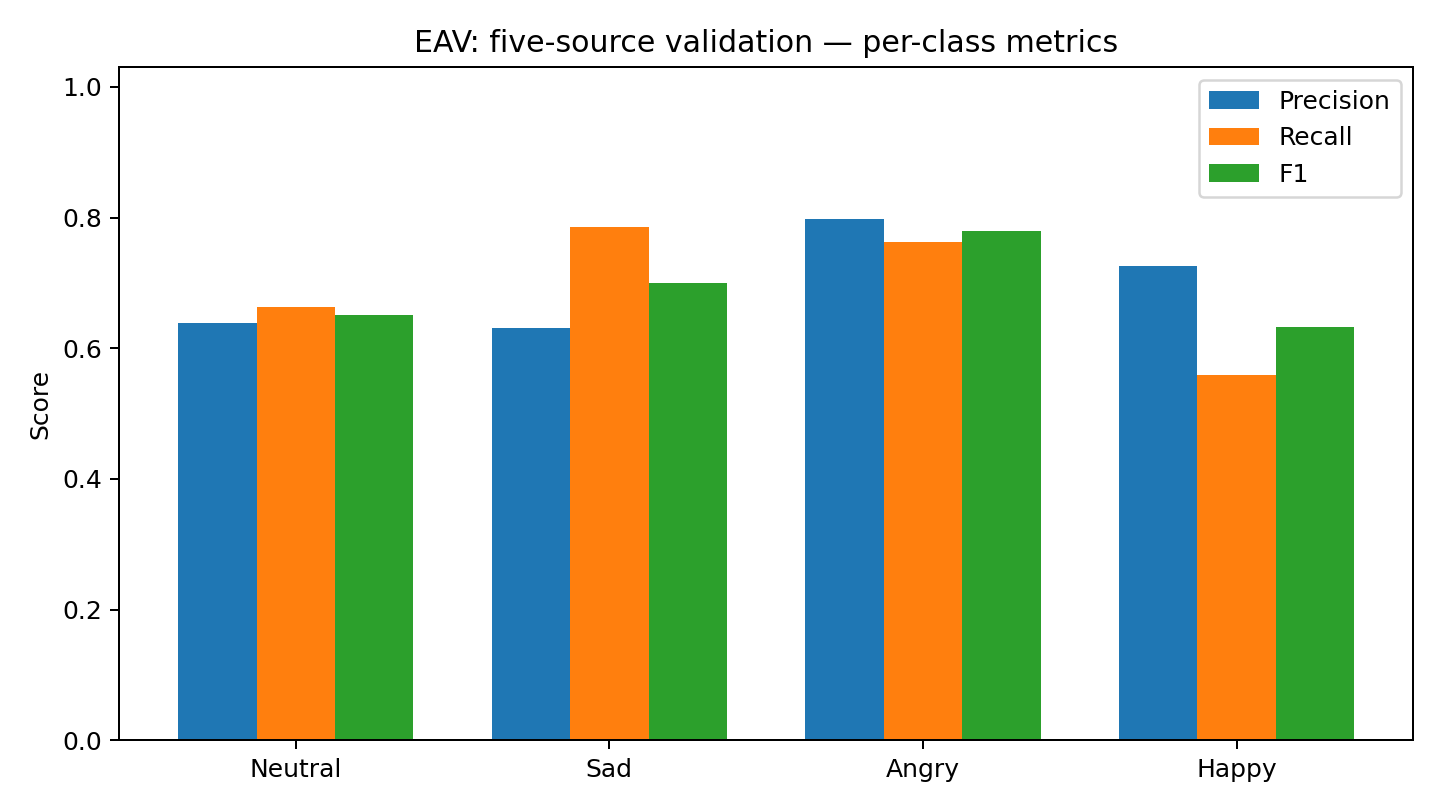 EAV: five-source validation — per-class metrics
1.0
0.8
0.6
0.4
0.2
0.0
Score
Precision
Recall
F1
Neutral
Sad
Angry
Happy